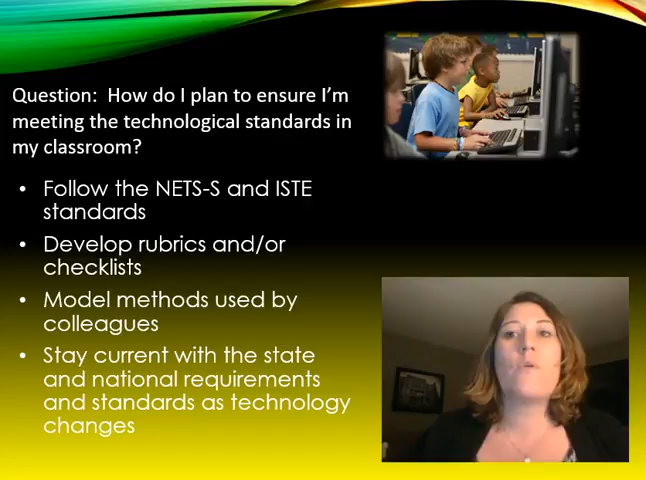 Question:  How do I plan to ensure I'm
meeting the technological standards in
my classroom?
• Follow the NETS-S and ISTE
standards
• Develop rubrics and/or
checklists
• Model methods used by
colleagues
• Stay current with the state
and national requirements
and standards as technology
changes